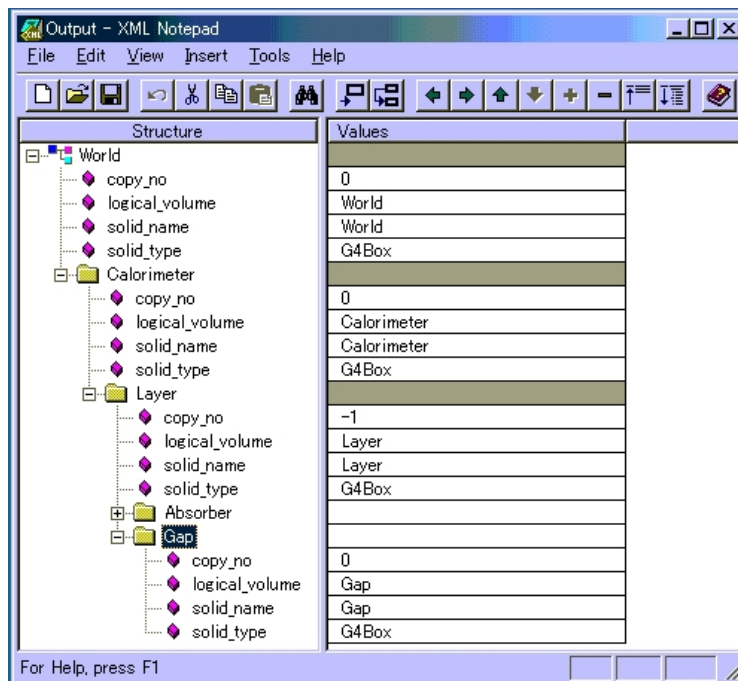 Output - XML Notepad
File Edit View Insert Tools Help
Structure Values
World
copy_no 0
logical_volume World
solid_name World
solid_type G4Box
Calorimeter
copy_no 0
logical_volume Calorimeter
solid_name Calorimeter
solid_type G4Box
Layer
copy_no -1
logical_volume Layer
solid_name Layer
solid_type G4Box
Absorber
Gap
copy_no 0
logical_volume Gap
solid_name Gap
solid_type G4Box
For Help, press F1